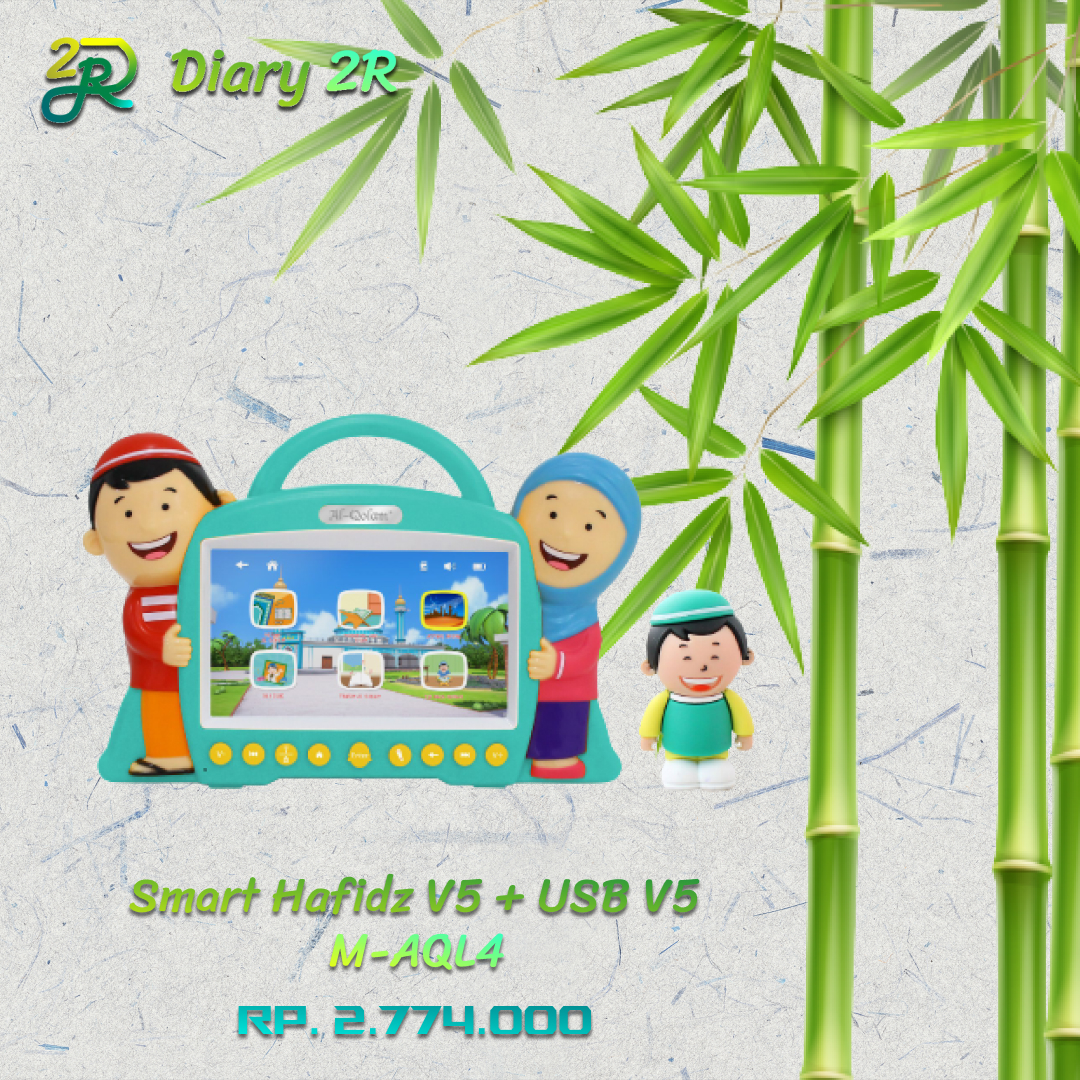 2R Diary 2R
Al-Qolam
Smart Hafidz V5 + USB V5
M-AQL4
RP. 2.774.000